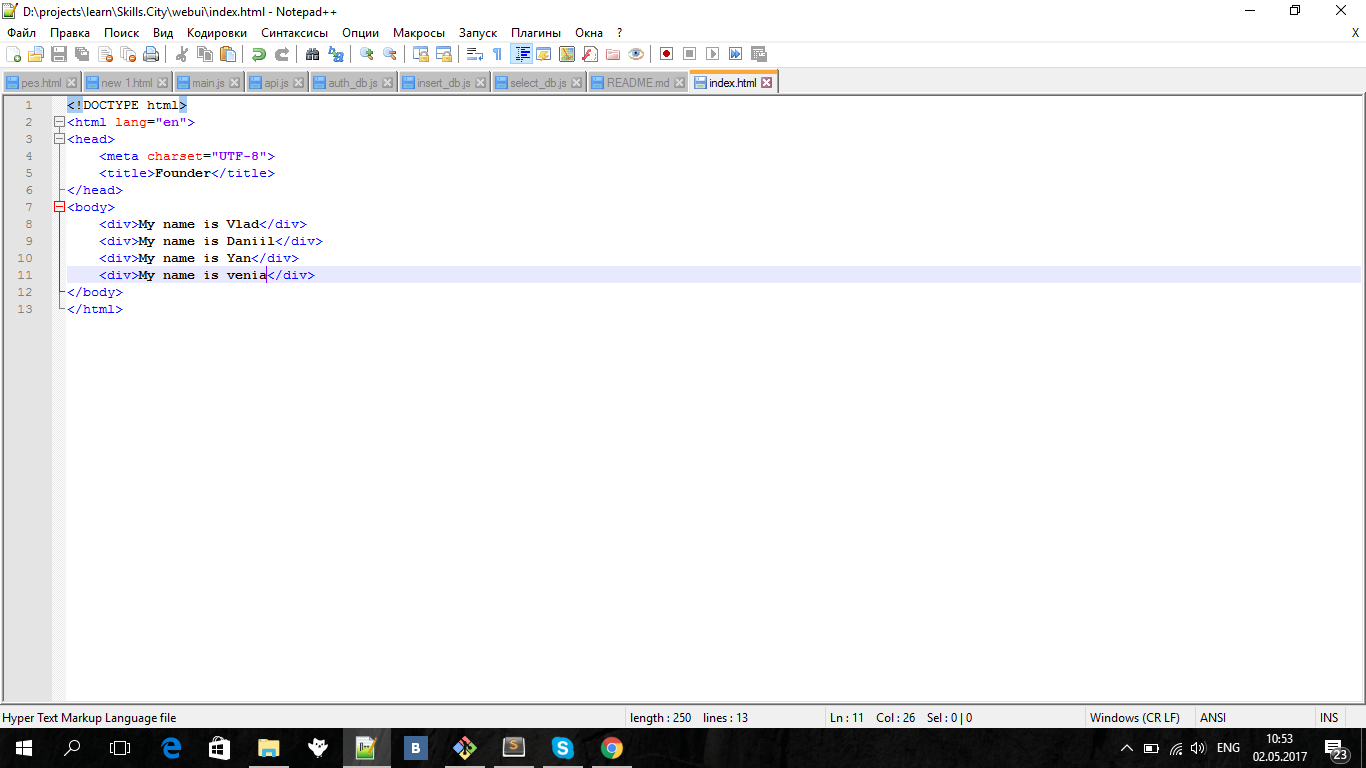 D:\projects\learn\Skills.City\webui\index.html - Notepad++
Файл Правка Поиск Вид Кодировки Синтаксисы Опции Макросы Запуск Плагины Окна ? X
pes.html new 1.html main.js api.js auth_db.js insert_db.js select_db.js README.md index.html
1 <!DOCTYPE html>
2 <html lang="en">
3 <head>
4 <meta charset="UTF-8">
5 <title>Founder</title>
6 </head>
7 <body>
8 <div>My name is Vlad</div>
9 <div>My name is Daniil</div>
10 <div>My name is Yan</div>
11 <div>My name is venia</div>
12 </body>
13 </html>
Hyper Text Markup Language file length : 250 lines : 13 Ln : 11 Col : 26 Sel : 0 | 0 Windows (CR LF) ANSI INS
B S S ENG 10:53
02.05.2017 23